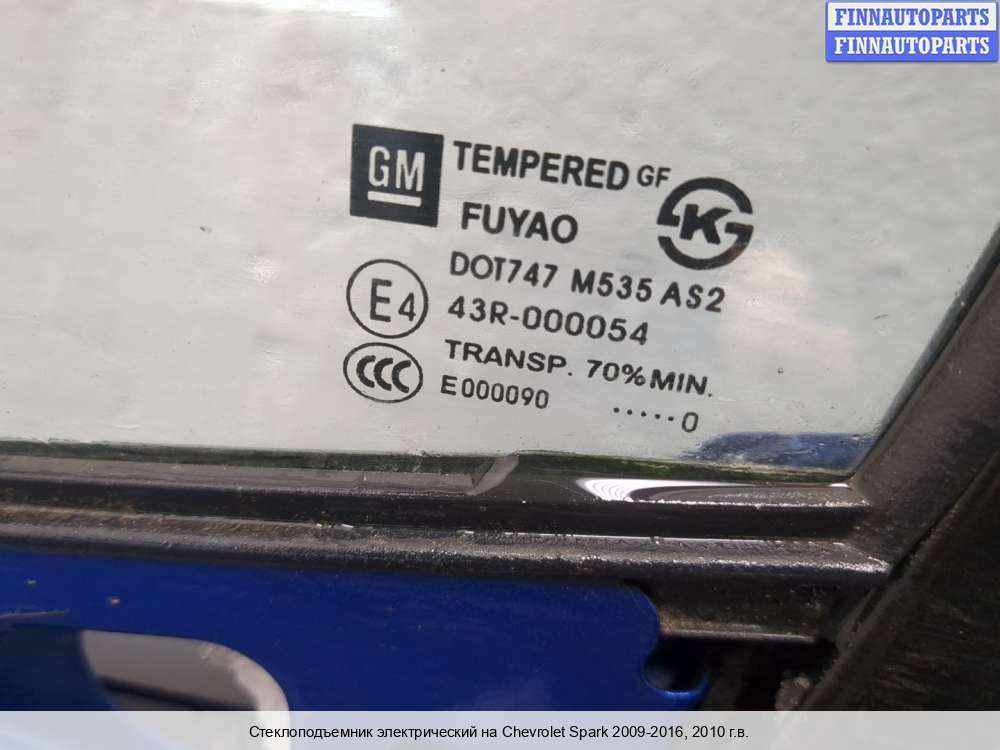 FINNAUTOPARTS
FINNAUTOPARTS
GM TEMPERED GF
FUYAO K
DOT747 M535 AS2
E4 43R-000054
TRANSP. 70% MIN.
CCC E000090 .....0
Стеклоподъемник электрический на Chevrolet Spark 2009-2016, 2010 г.в.